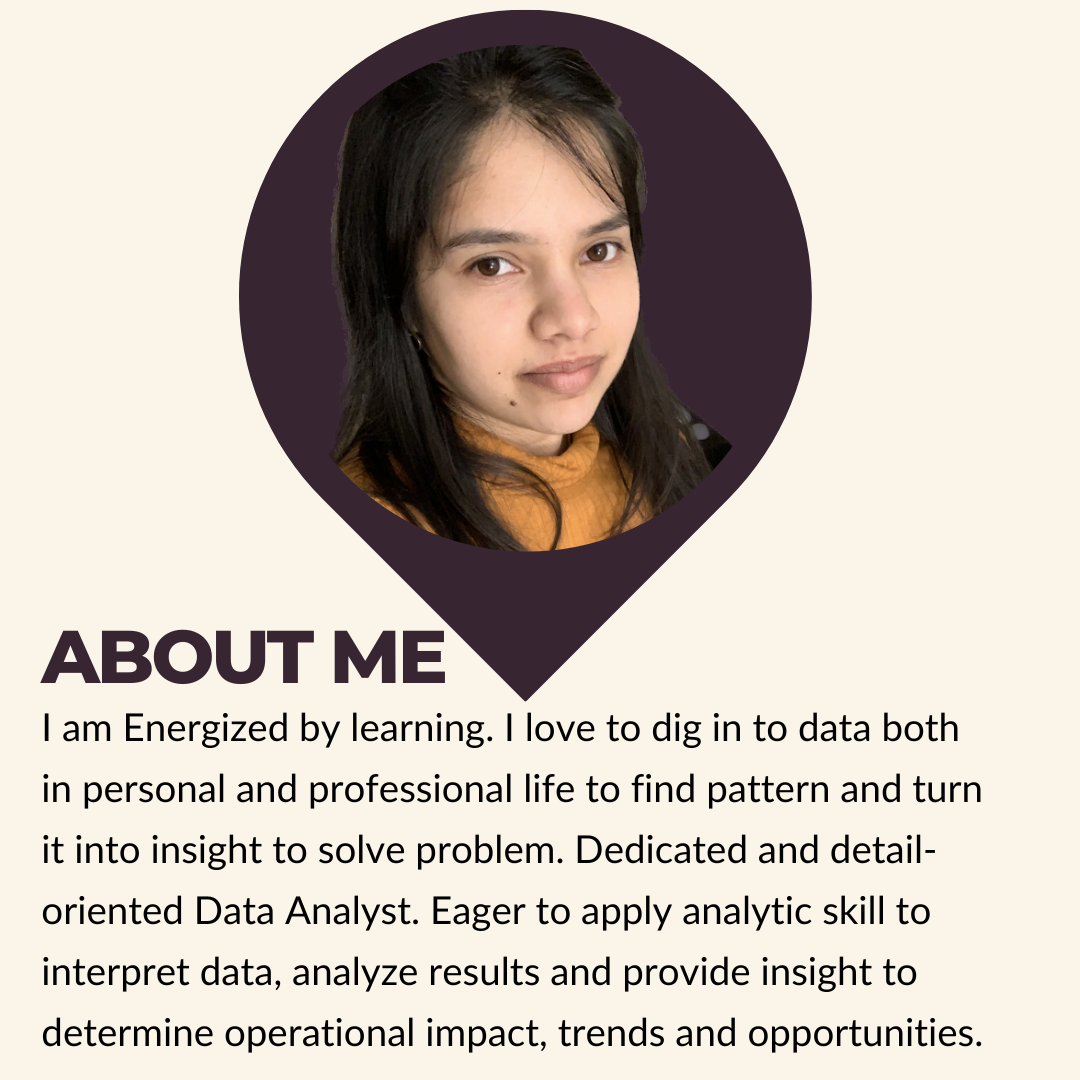 ABOUT ME
I am Energized by learning. I love to dig in to data both
in personal and professional life to find pattern and turn
it into insight to solve problem. Dedicated and detail-
oriented Data Analyst. Eager to apply analytic skill to
interpret data, analyze results and provide insight to
determine operational impact, trends and opportunities.